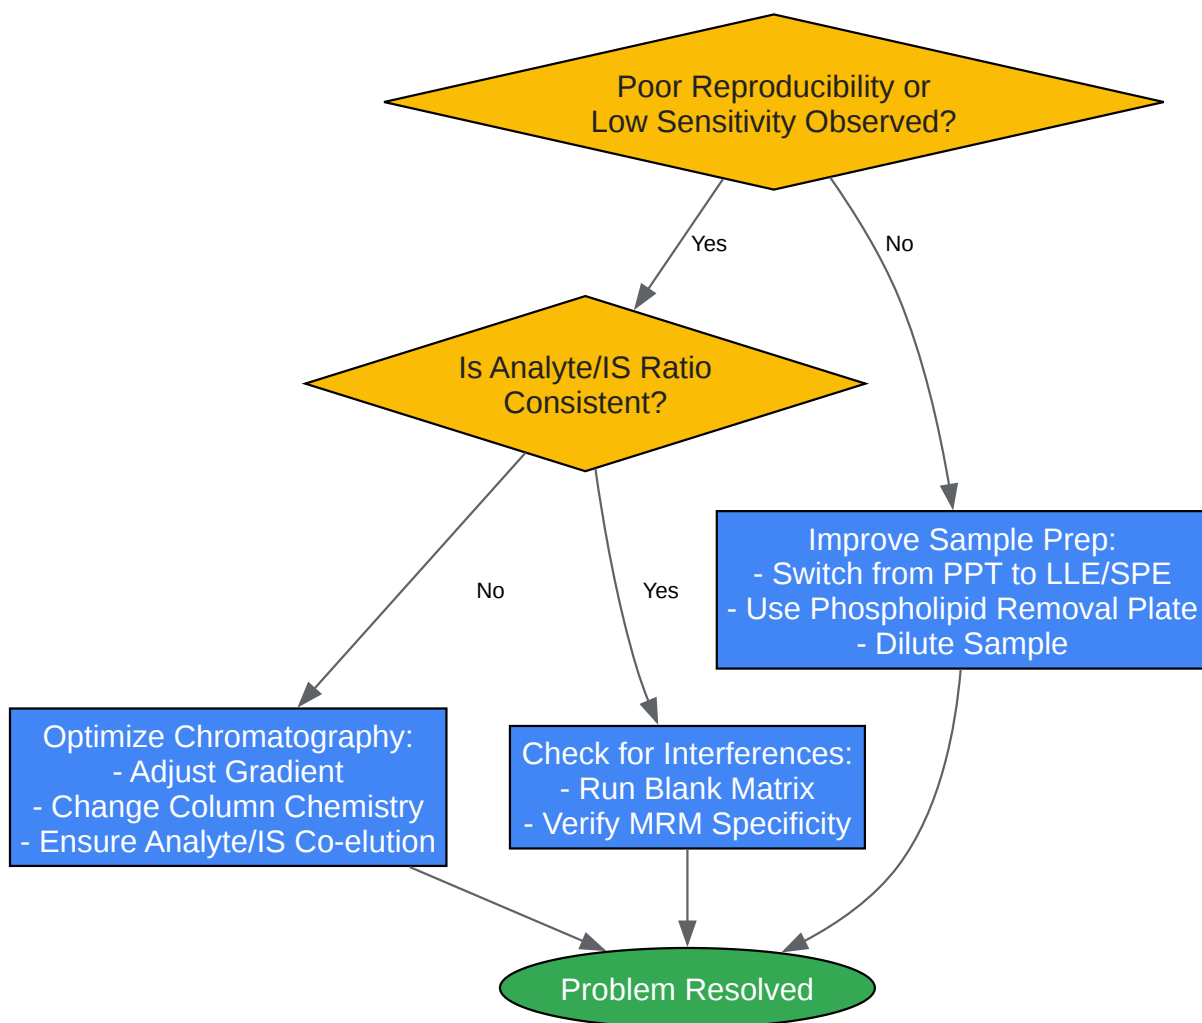 Poor Reproducibility or
Low Sensitivity Observed?
Yes
No
Is Analyte/IS Ratio
Consistent?
No
Yes
Improve Sample Prep:
- Switch from PPT to LLE/SPE
- Use Phospholipid Removal Plate
- Dilute Sample
Optimize Chromatography:
- Adjust Gradient
- Change Column Chemistry
- Ensure Analyte/IS Co-elution
Check for Interferences:
- Run Blank Matrix
- Verify MRM Specificity
Problem Resolved